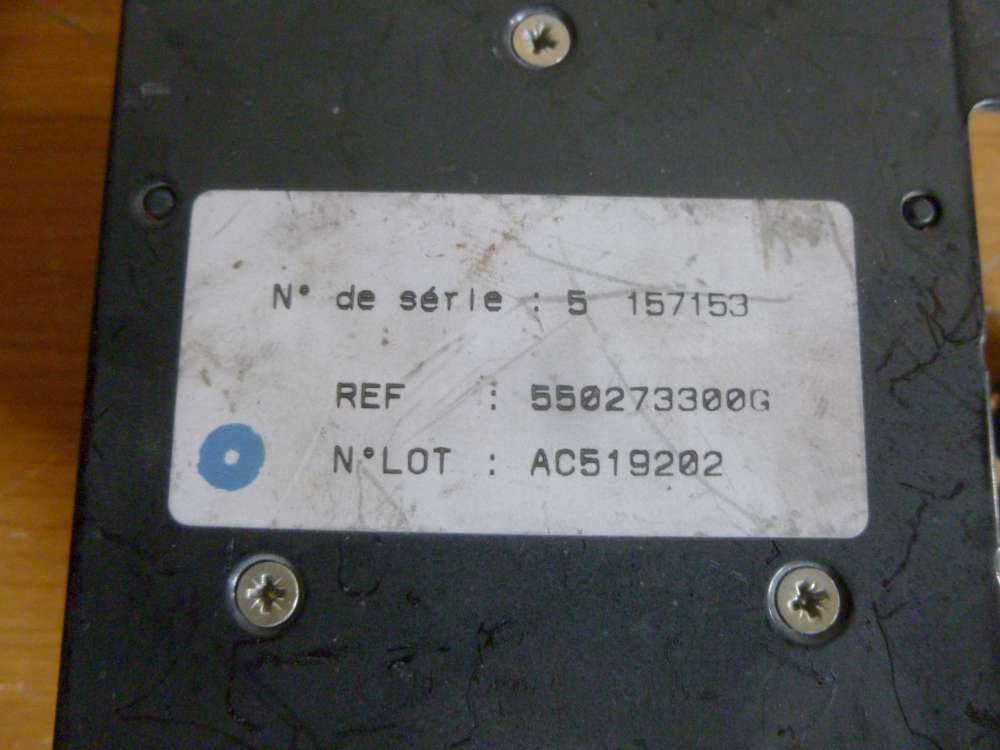 N° de série : 5 157153
REF : 550273300G
N°LOT : AC519202